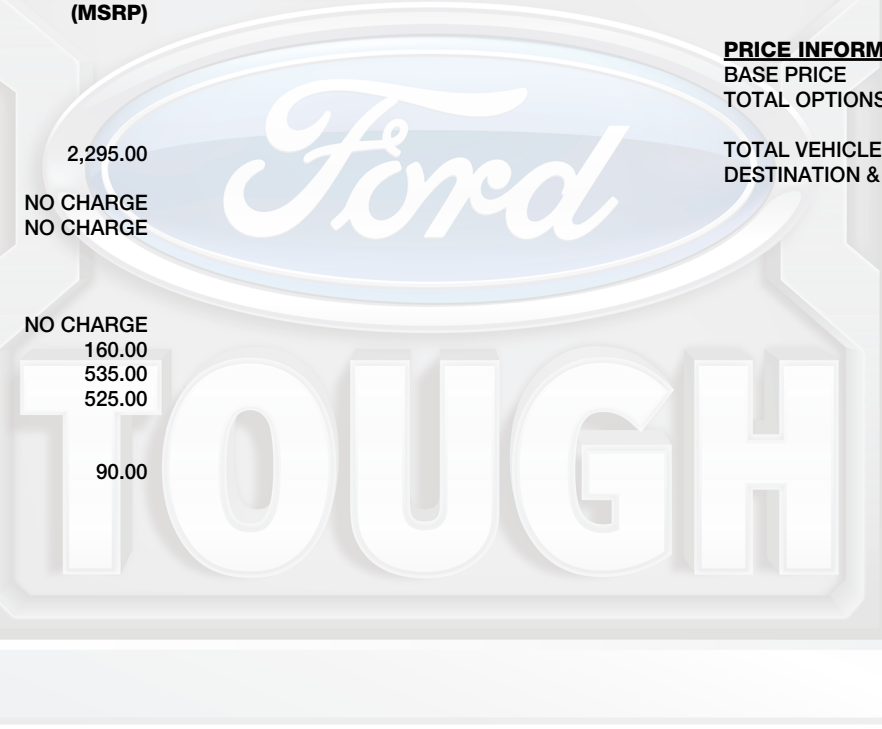 (MSRP)
2,295.00
NO CHARGE
NO CHARGE
NO CHARGE
160.00
535.00
525.00
90.00
PRICE INFORM
BASE PRICE
TOTAL OPTIONS
TOTAL VEHICLE
DESTINATION &
Ford
TOUGH